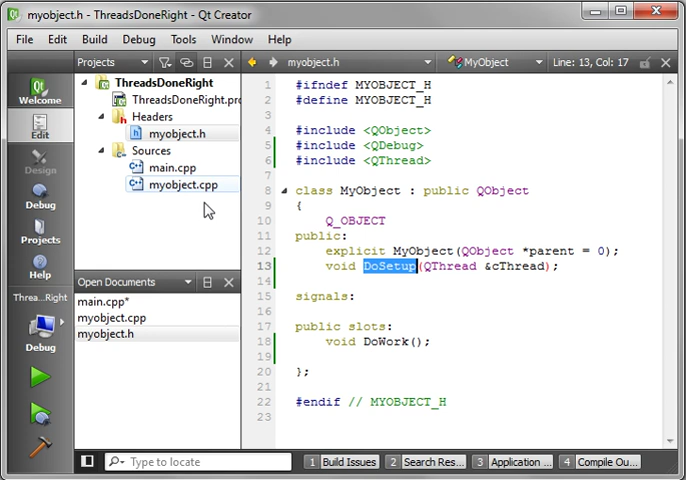 myobject.h - ThreadsDoneRight - Qt Creator
File Edit Build Debug Tools Window Help
Projects
myobject.h
MyObject
Line: 13, Col: 17
Qt
Welcome
Edit
Design
Debug
Projects
Help
Thre...Right
Debug
ThreadsDoneRight
ThreadsDoneRight.pro
Headers
myobject.h
Sources
main.cpp
myobject.cpp
Open Documents
main.cpp*
myobject.cpp
myobject.h
1 #ifndef MYOBJECT_H
2 #define MYOBJECT_H
3
4 #include <QObject>
5 #include <QDebug>
6 #include <QThread>
7
8 class MyObject : public QObject
9 {
10 Q_OBJECT
11 public:
12 explicit MyObject(QObject *parent = 0);
13 void DoSetup(QThread &cThread);
14
15 signals:
16
17 public slots:
18 void DoWork();
19
20 };
21
22 #endif // MYOBJECT_H
23
Type to locate
1 Build Issues
2 Search Res...
3 Application ...
4 Compile Ou...